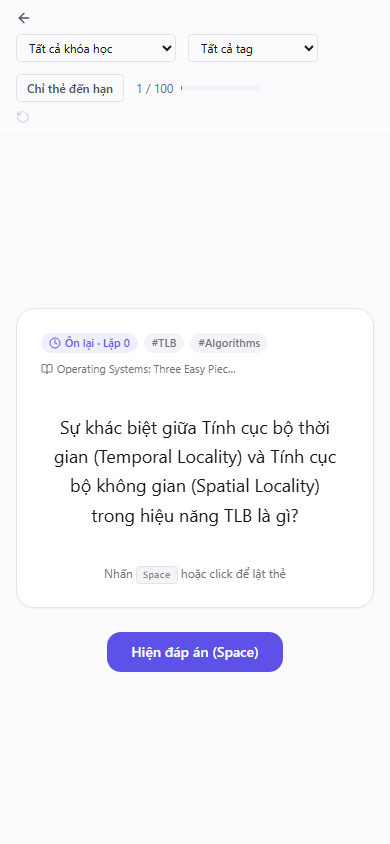 Tất cả khóa học
Tất cả tag
Chỉ thẻ đến hạn
1 / 100
Ôn lại · Lặp 0
#TLB
#Algorithms
Operating Systems: Three Easy Piec...
Sự khác biệt giữa Tính cục bộ thời
gian (Temporal Locality) và Tính cục
bộ không gian (Spatial Locality)
trong hiệu năng TLB là gì?
Nhấn Space hoặc click để lật thẻ
Hiện đáp án (Space)